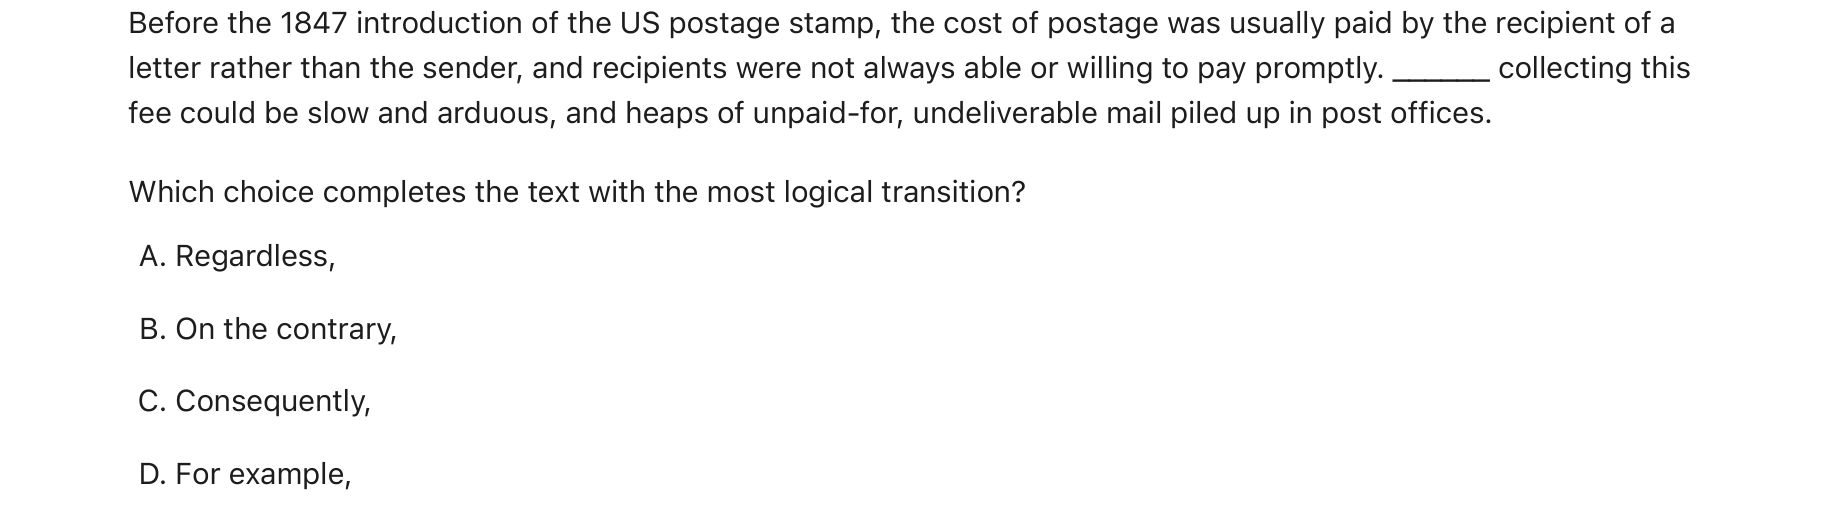 Before the 1847 introduction of the US postage stamp, the cost of postage was usually paid by the recipient of a
letter rather than the sender, and recipients were not always able or willing to pay promptly. ______ collecting this
fee could be slow and arduous, and heaps of unpaid-for, undeliverable mail piled up in post offices.
Which choice completes the text with the most logical transition?
A. Regardless,
B. On the contrary,
C. Consequently,
D. For example,